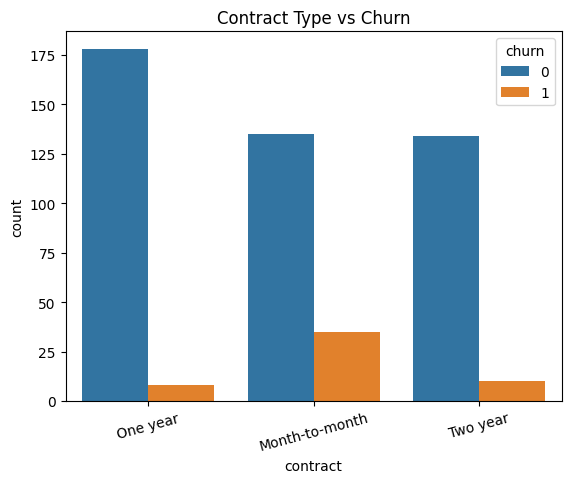 Contract Type vs Churn
churn
0
1
count
175
150
125
100
75
50
25
0
One year
Month-to-month
Two year
contract